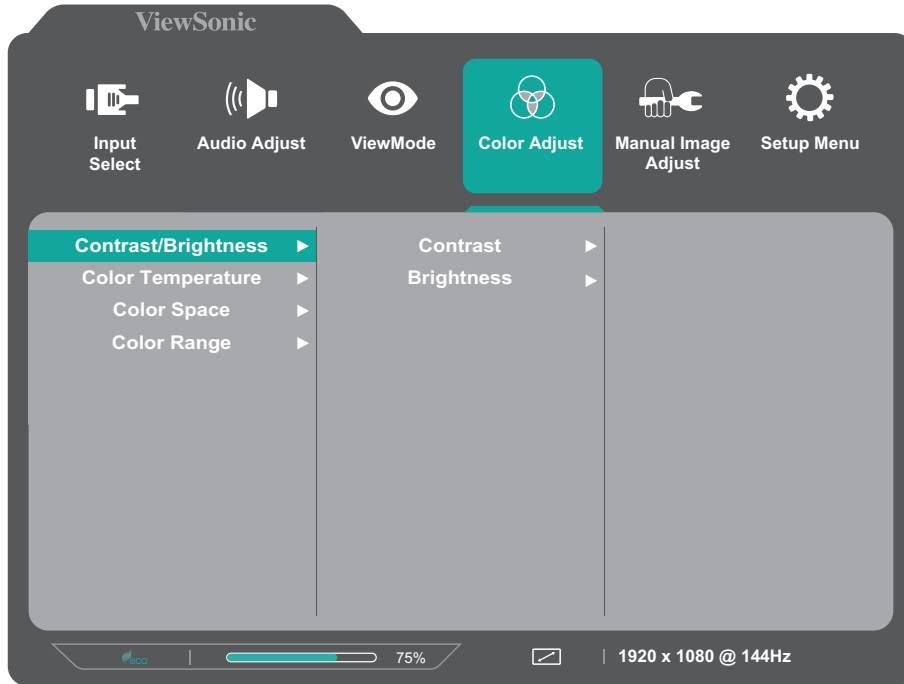 ViewSonic
Input Select
Audio Adjust
ViewMode
Color Adjust
Manual Image Adjust
Setup Menu
Contrast/Brightness
Contrast
Color Temperature
Brightness
Color Space
Color Range
eco
75%
1920 x 1080 @ 144Hz